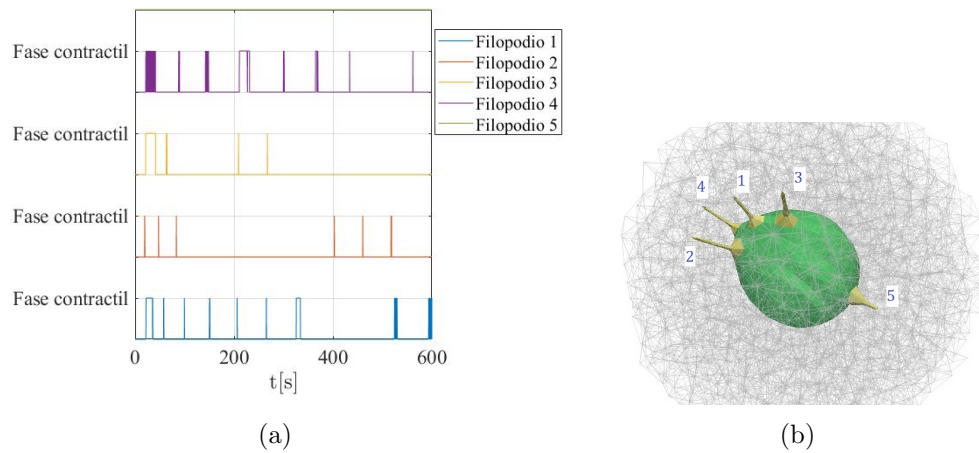 Fase contractil
Fase contractil
Fase contractil
Fase contractil
0
200
400
600
t[s]
Filopodio 1
Filopodio 2
Filopodio 3
Filopodio 4
Filopodio 5
(a)
4
1
3
2
5
(b)